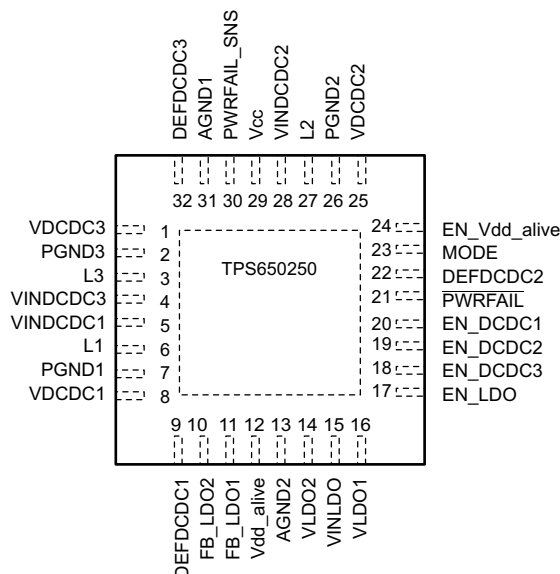 DEFDCDC3
AGND1
PWRFAIL_SNS
Vcc
VINDCDC2
L2
PGND2
VDCDC2
32 31 30 29 28 27 26 25
VDCDC3 1
PGND3 2
L3 3
VINDCDC3 4
VINDCDC1 5
L1 6
PGND1 7
VDCDC1 8
TPS650250
24 EN_Vdd_alive
23 MODE
22 DEFDCDC2
21 PWRFAIL
20 EN_DCDC1
19 EN_DCDC2
18 EN_DCDC3
17 EN_LDO
9 10 11 12 13 14 15 16
DEFDCDC1
FB_LDO2
FB_LDO1
Vdd_alive
AGND2
VLDO2
VINLDO
VLDO1